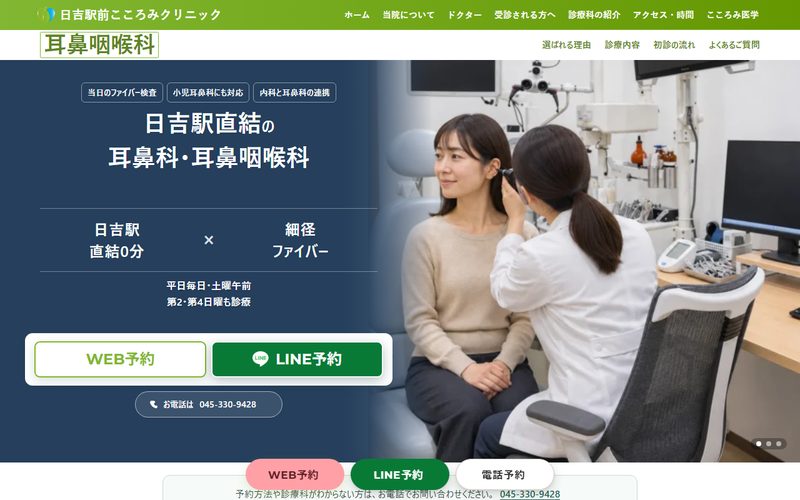 日吉駅前こころみクリニック
ホーム 当院について ドクター 受診される方へ 診療科の紹介 アクセス・時間 こころみ医学
耳鼻咽喉科
選ばれる理由 診療内容 初診の流れ よくあるご質問
当日のファイバー検査 小児耳鼻科にも対応 内科と耳鼻科の連携
日吉駅直結の
耳鼻科・耳鼻咽喉科
日吉駅
直結0分
×
細径
ファイバー
平日毎日・土曜午前
第2・第4日曜も診療
WEB予約 LINE LINE予約
お電話は 045-330-9428
WEB予約 LINE予約 電話予約
予約方法や診療科がわからない方は、お電話でお問い合わせください。 045-330-9428